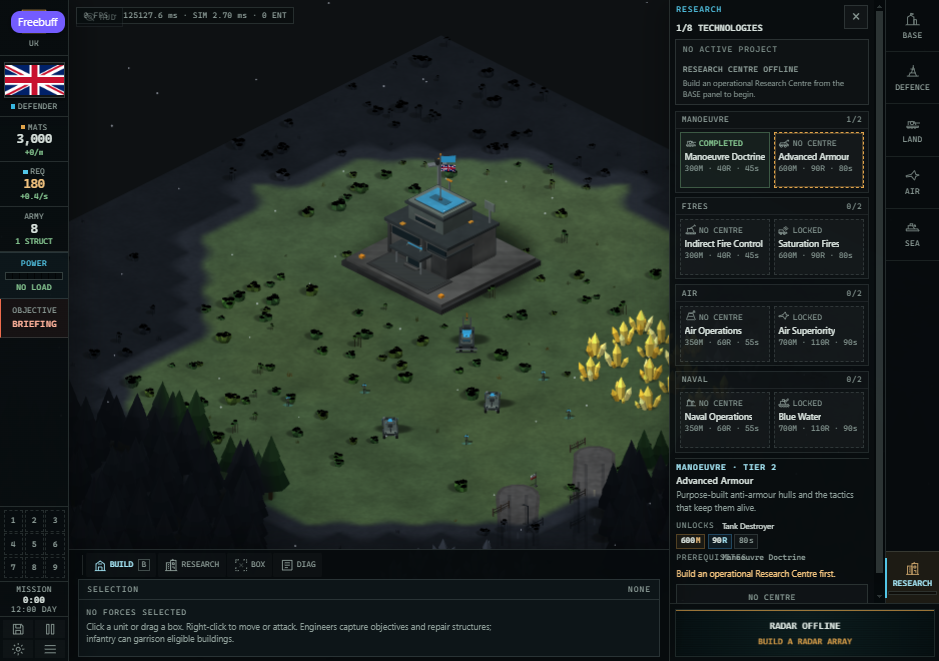 Freebuff
UK
DEFENDER
MATS
3,000
+0/m
REQ
180
+0.4/s
ARMY
8
1 STRUCT
POWER
NO LOAD
OBJECTIVE
BRIEFING
1 2 3
4 5 6
7 8 9
MISSION
0:00
12:00 DAY
125127.6 ms · SIM 2.70 ms · 0 ENT
BUILD B
RESEARCH
BOX
DIAG
SELECTION NONE
NO FORCES SELECTED
Click a unit or drag a box. Right-click to move or attack. Engineers capture objectives and repair structures;
infantry can garrison eligible buildings.
RESEARCH
1/8 TECHNOLOGIES
×
NO ACTIVE PROJECT
RESEARCH CENTRE OFFLINE
Build an operational Research Centre from the
BASE panel to begin.
MANOEUVRE 1/2
COMPLETED
Manoeuvre Doctrine
300M · 40R · 45s
NO CENTRE
Advanced Armour
600M · 90R · 80s
FIRES 0/2
NO CENTRE
Indirect Fire Control
300M · 40R · 45s
LOCKED
Saturation Fires
600M · 90R · 80s
AIR 0/2
NO CENTRE
Air Operations
350M · 60R · 55s
LOCKED
Air Superiority
700M · 110R · 90s
NAVAL 0/2
NO CENTRE
Naval Operations
350M · 60R · 55s
LOCKED
Blue Water
700M · 110R · 90s
MANOEUVRE · TIER 2
Advanced Armour
Purpose-built anti-armour hulls and the tactics
that keep them alive.
UNLOCKS Tank Destroyer
600M 90R 80s
Manoeuvre Doctrine
Build an operational Research Centre first.
NO CENTRE
RADAR OFFLINE
BUILD A RADAR ARRAY
BASE
DEFENCE
LAND
AIR
SEA
RESEARCH